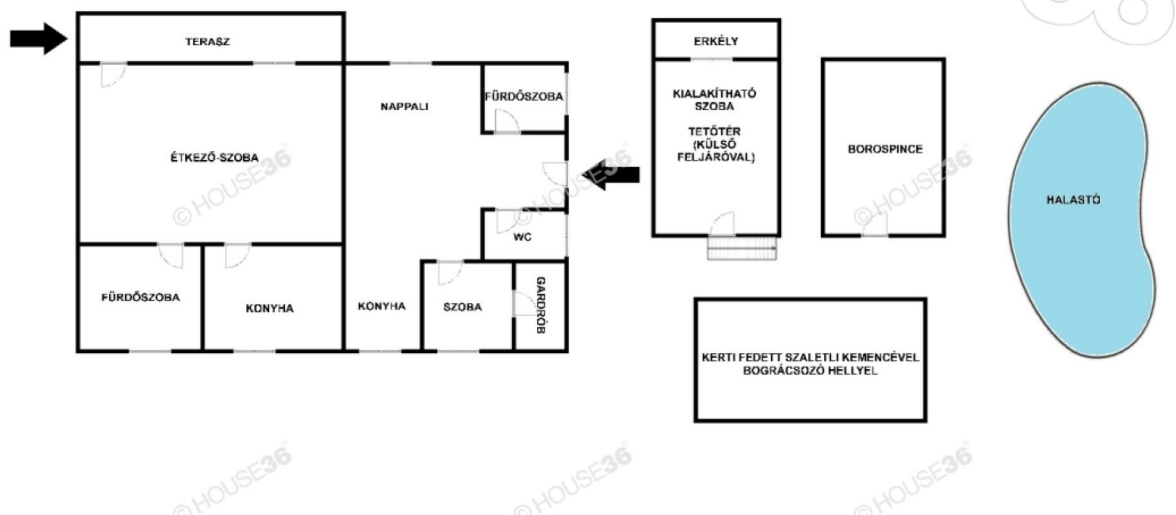 TERASZ
ERKÉLY
NAPPALI
FÜRDŐSZOBA
KIALAKÍTHATÓ
SZOBA
TETŐTÉR
(KÜLSŐ
FELJÁRÓVAL)
ÉTKEZŐ-SZOBA
BOROSPINCE
HALASTÓ
WC
FÜRDŐSZOBA
KONYHA
KONYHA
SZOBA
GARDRÓB
KERTI FEDETT SZALETLI KEMENCÉVEL
BOGRÁCSOZÓ HELLYEL
© HOUSE36
© HOUSE36
© HOUSE36
© HOUSE36
© HOUSE36
© HOUSE36